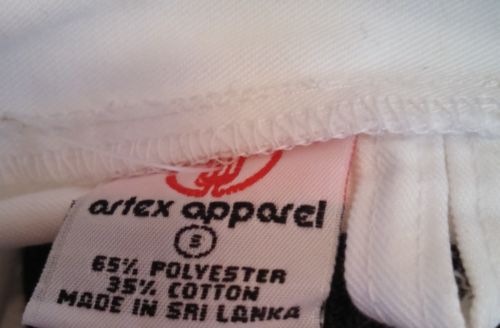 artex apparel
S
65% POLYESTER
35% COTTON
MADE IN SRI LANKA